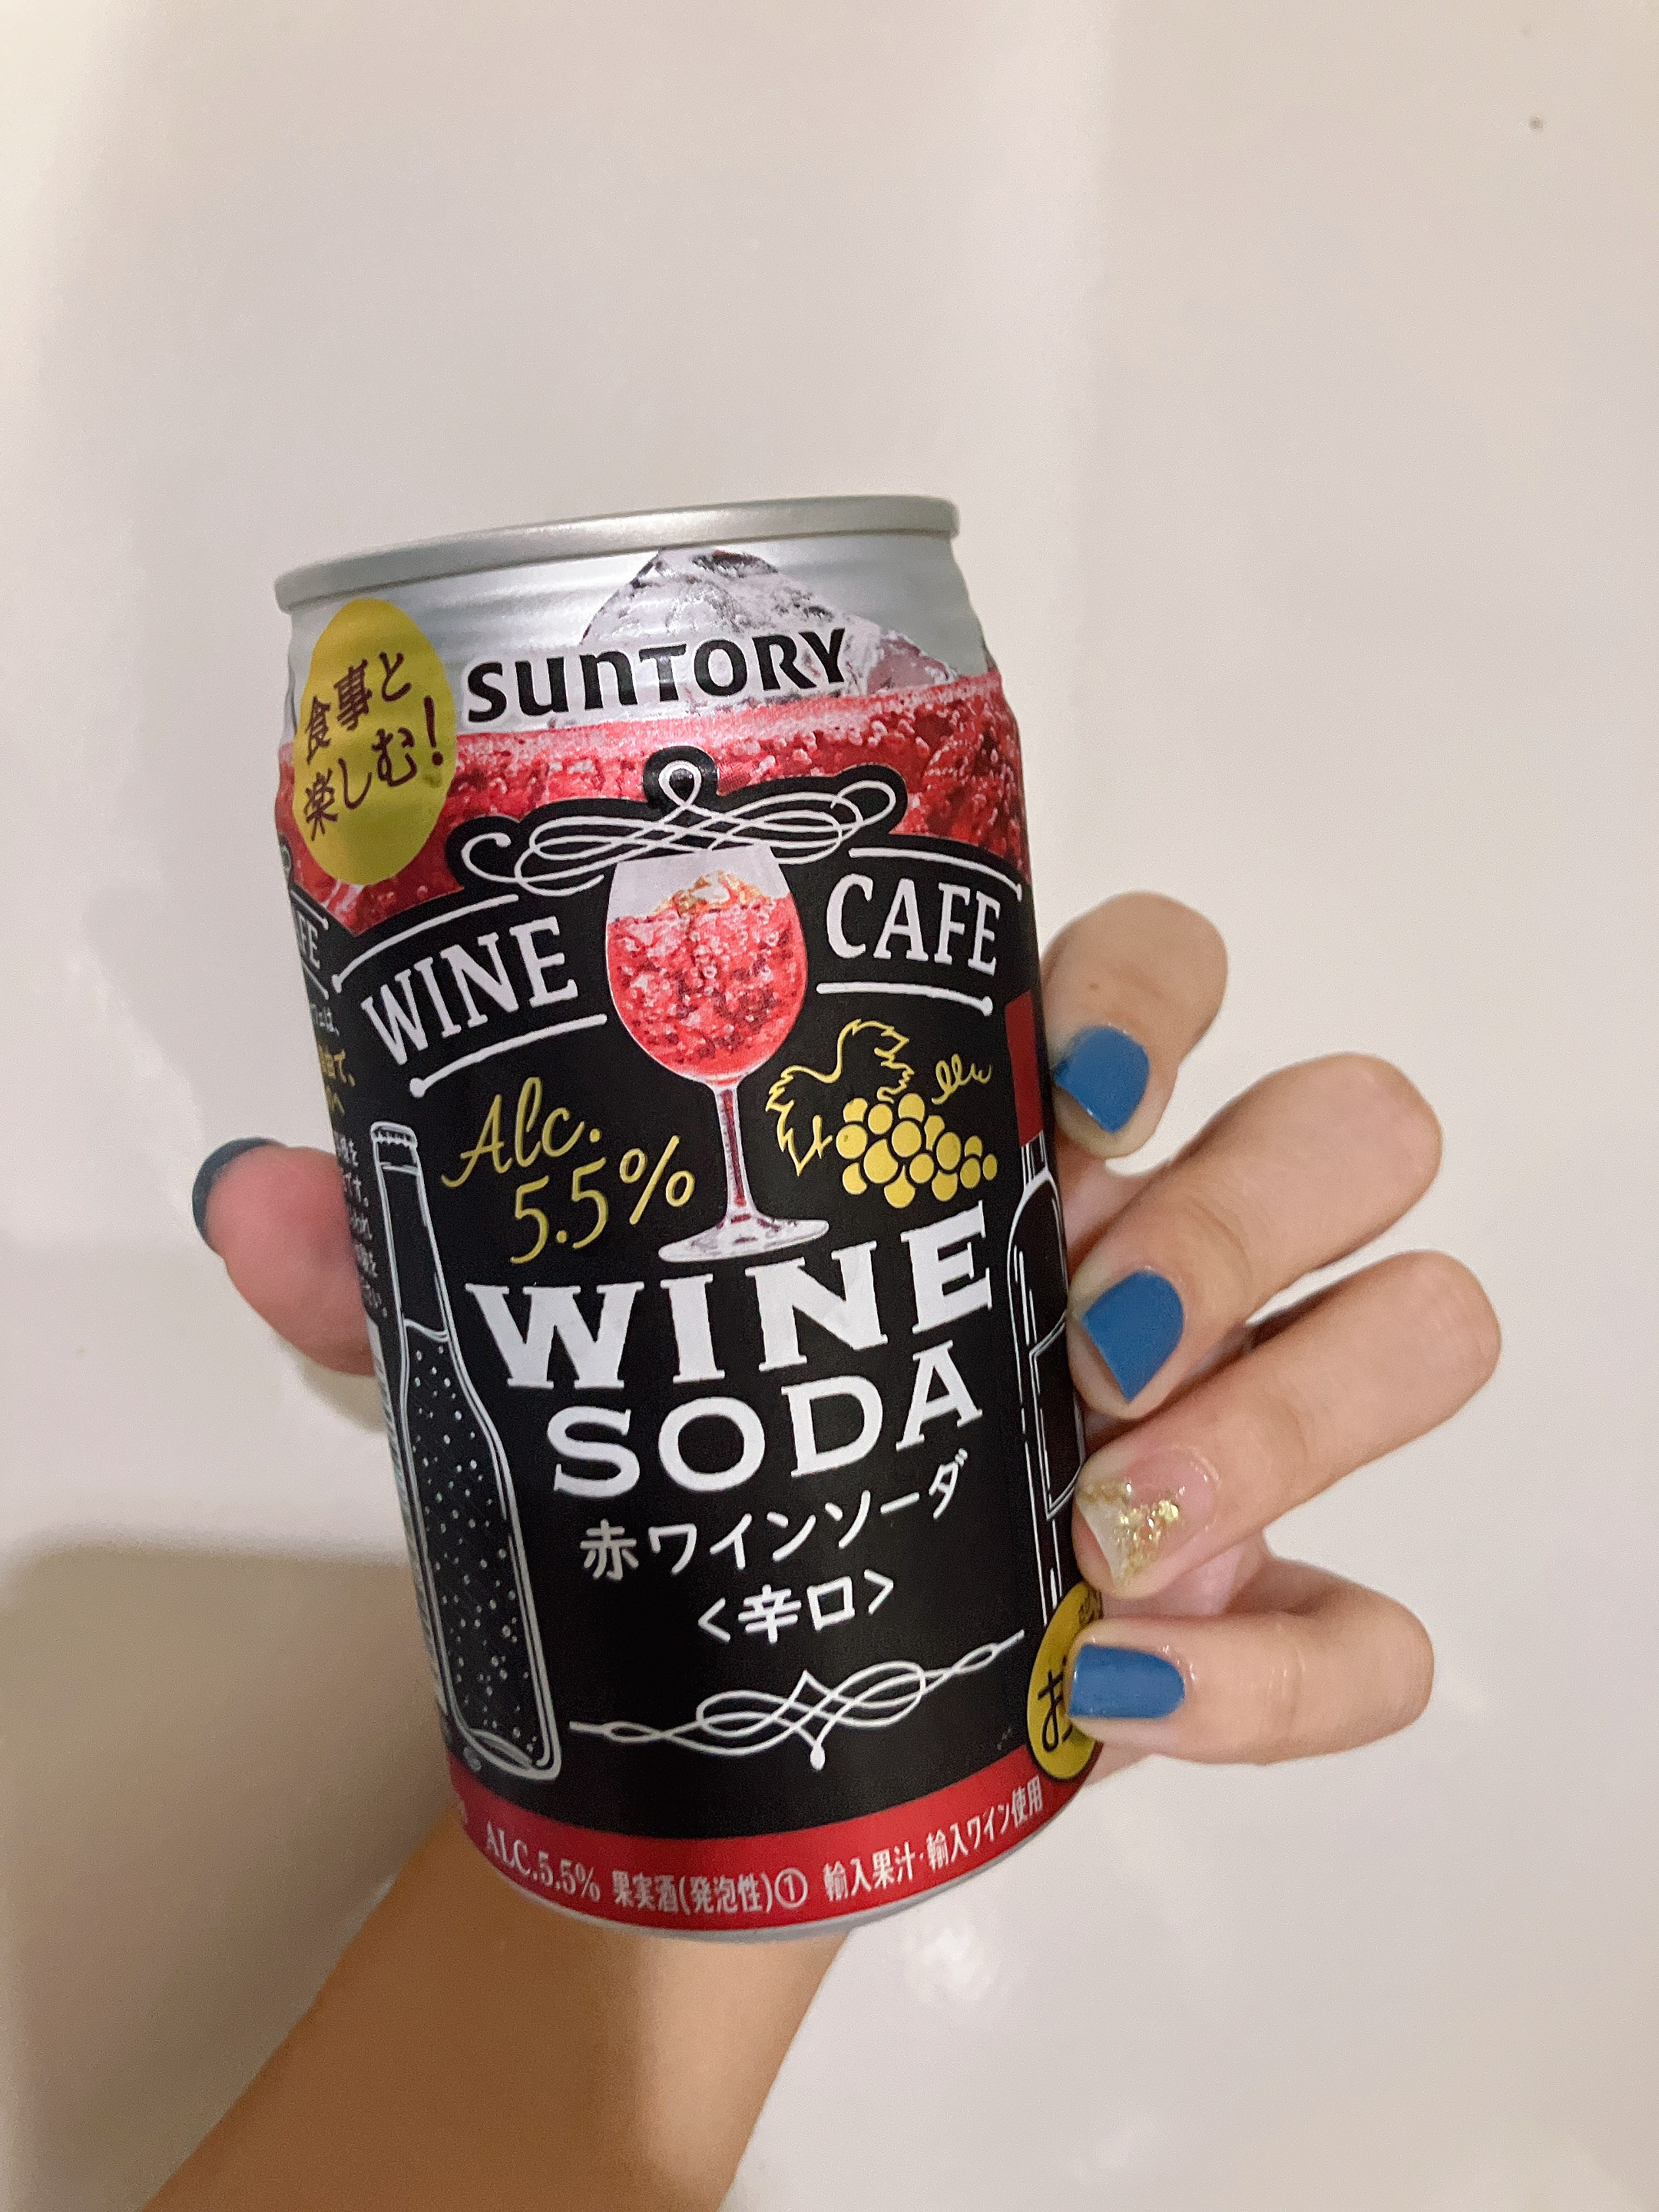 食事と
楽しむ!
SUNTORY
WINE CAFE
Alc.
5.5%
WINE
SODA
赤ワインソーダ
<辛口>
ALC.5.5% 果実酒(発泡性)① 輸入果汁・輸入ワイン使用